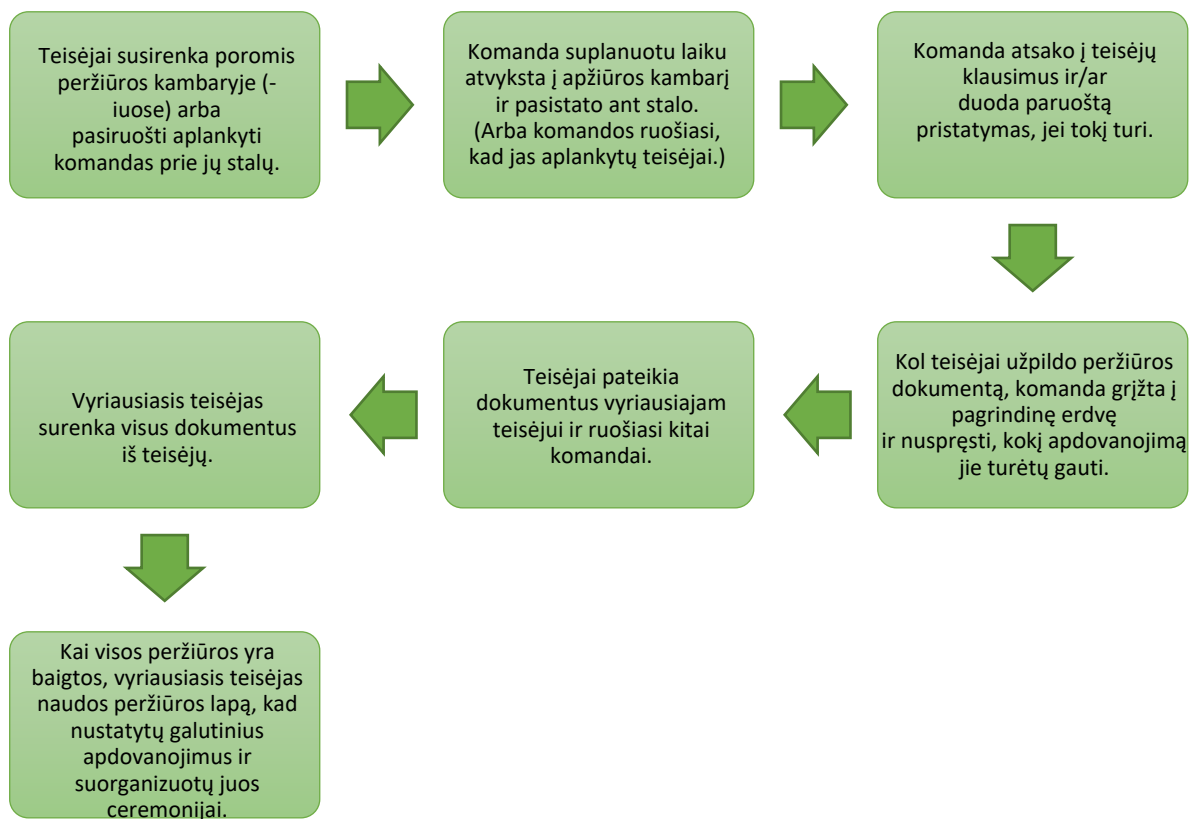 Teisėjai susirenka poromis
peržiūros kambaryje (-
iuose) arba
pasiruošti aplankyti
komandas prie jų stalų.
Komanda suplanuotu laiku
atvyksta į apžiūros kambarį
ir pasistato ant stalo.
(Arba komandos ruošiasi,
kad jas aplankytų teisėjai.)
Komanda atsako į teisėjų
klausimus ir/ar
duoda paruoštą
pristatymas, jei tokį turi.
Kol teisėjai užpildo peržiūros
dokumentą, komanda grįžta į
pagrindinę erdvę
ir nuspręsti, kokį apdovanojimą
jie turėtų gauti.
Teisėjai pateikia
dokumentus vyriausiajam
teisėjui ir ruošiasi kitai
komandai.
Vyriausiasis teisėjas
surenka visus dokumentus
iš teisėjų.
Kai visos peržiūros yra
baigtos, vyriausiasis teisėjas
naudos peržiūros lapą, kad
nustatytų galutinius
apdovanojimus ir
suorganizuotų juos
ceremonijai.